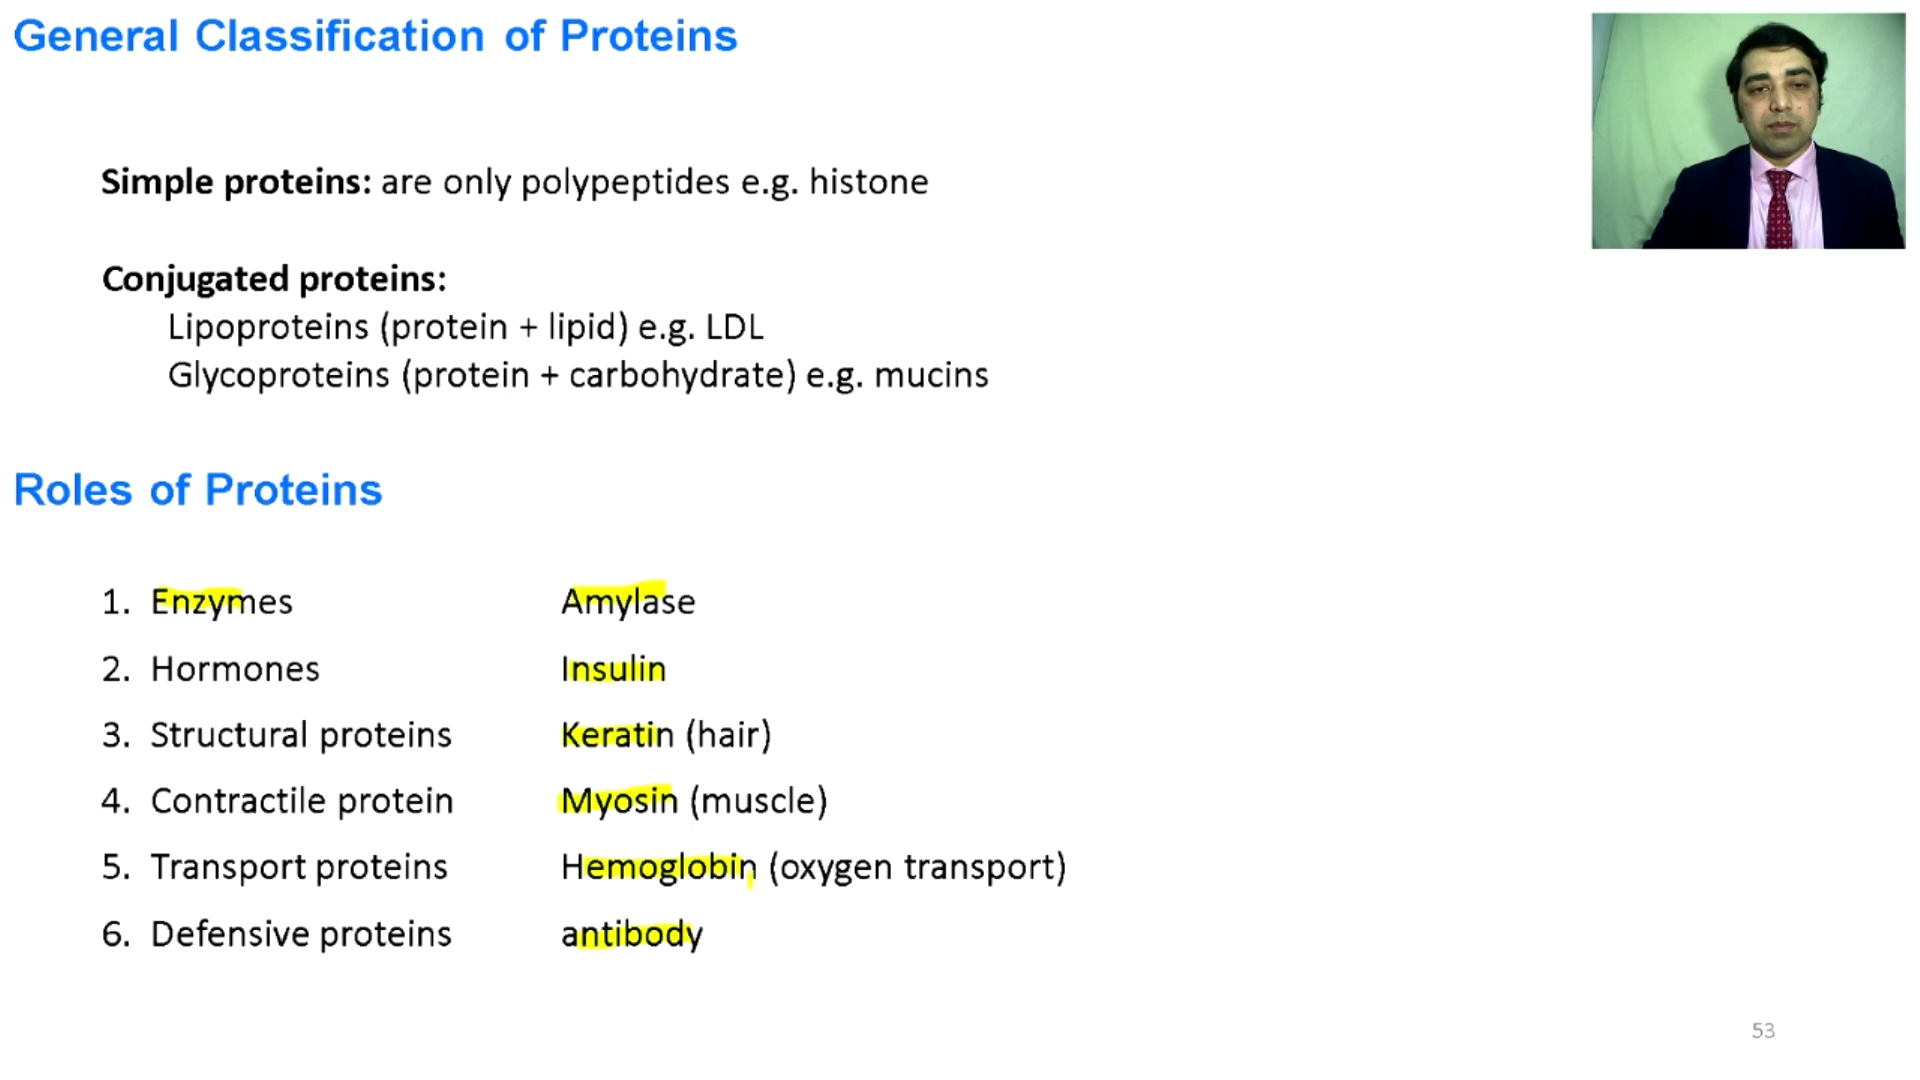 General Classification of Proteins
Simple proteins: are only polypeptides e.g. histone
Conjugated proteins:
Lipoproteins (protein + lipid) e.g. LDL
Glycoproteins (protein + carbohydrate) e.g. mucins
Roles of Proteins
1. Enzymes Amylase
2. Hormones Insulin
3. Structural proteins Keratin (hair)
4. Contractile protein Myosin (muscle)
5. Transport proteins Hemoglobin (oxygen transport)
6. Defensive proteins antibody
53